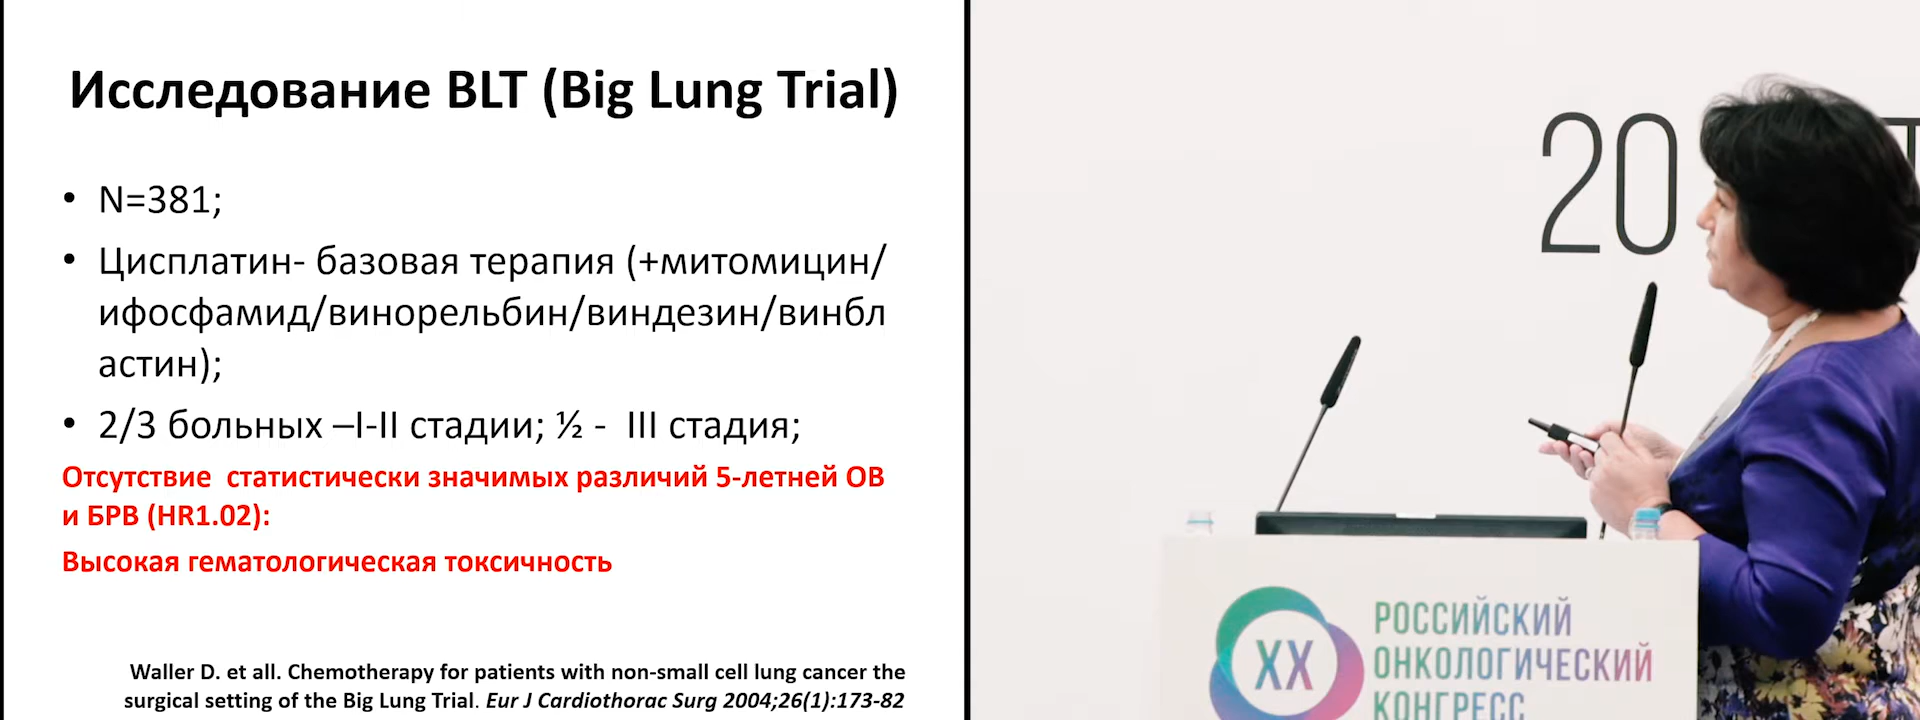 Исследование BLT (Big Lung Trial)
• N=381;
• Цисплатин- базовая терапия (+митомицин/
ифосфамид/винорельбин/виндезин/винбл
астин);
• 2/3 больных –I-II стадии; ½ - III стадия;
Отсутствие статистически значимых различий 5-летней ОВ
и БРВ (HR1.02):
Высокая гематологическая токсичность
Waller D. et all. Chemotherapy for patients with non-small cell lung cancer the
surgical setting of the Big Lung Trial. Eur J Cardiothorac Surg 2004;26(1):173-82
20
XX
РОССИЙСКИЙ
ОНКОЛОГИЧЕСКИЙ
КОНГРЕСС